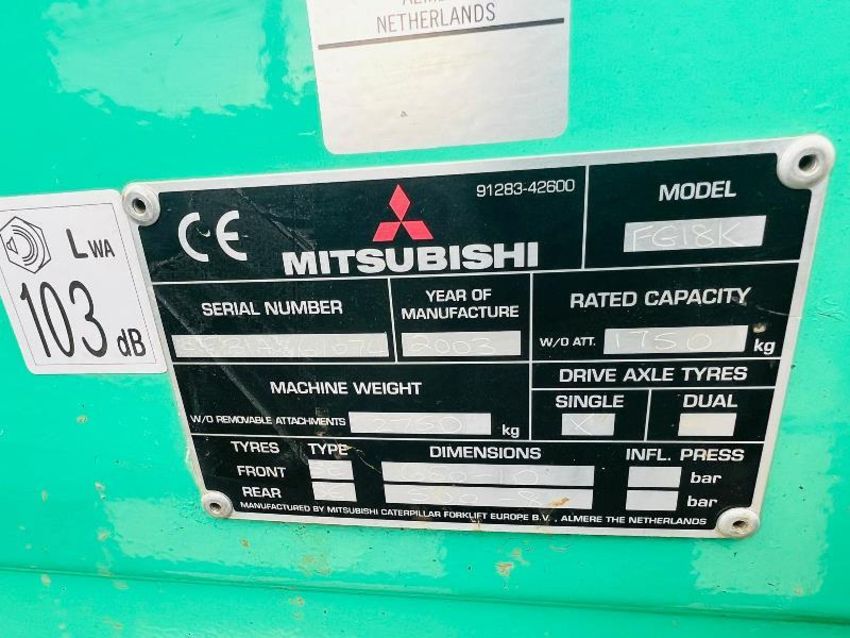 NETHERLANDS
91283-42600
MODEL
CE
FG18K
MITSUBISHI
LWA
103 dB
SERIAL NUMBER
YEAR OF MANUFACTURE
2003
RATED CAPACITY
W/O ATT. 1750 kg
MACHINE WEIGHT
W/O REMOVABLE ATTACHMENTS 2750 kg
DRIVE AXLE TYRES
SINGLE DUAL
X
TYRES TYPE DIMENSIONS INFL. PRESS
FRONT bar
REAR bar
MANUFACTURED BY MITSUBISHI CATERPILLAR FORKLIFT EUROPE B.V. , ALMERE THE NETHERLANDS